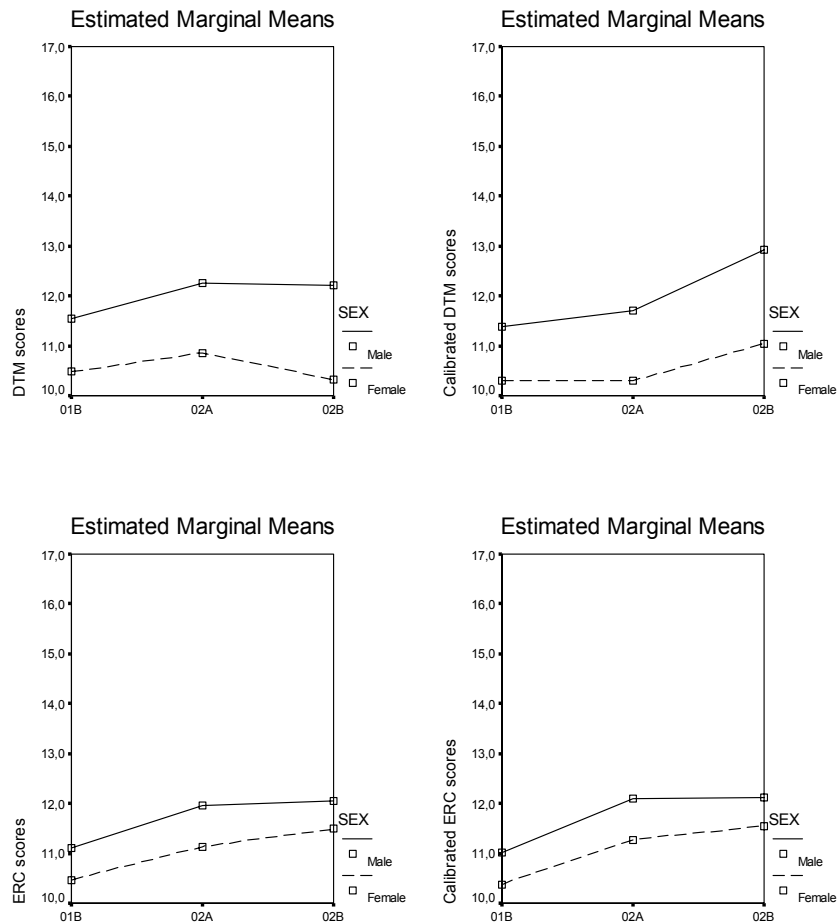 Estimated Marginal Means
17,0
16,0
15,0
14,0
13,0
12,0
11,0
10,0
DTM scores
01B
02A
02B
SEX
Male
Female
Estimated Marginal Means
17,0
16,0
15,0
14,0
13,0
12,0
11,0
10,0
Calibrated DTM scores
01B
02A
02B
SEX
Male
Female
Estimated Marginal Means
17,0
16,0
15,0
14,0
13,0
12,0
11,0
10,0
ERC scores
01B
02A
02B
SEX
Male
Female
Estimated Marginal Means
17,0
16,0
15,0
14,0
13,0
12,0
11,0
10,0
Calibrated ERC scores
01B
02A
02B
SEX
Male
Female